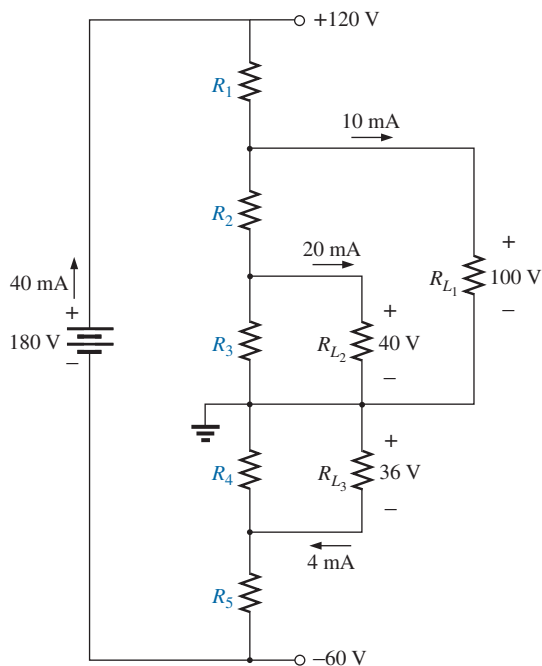 +120 V
R1
10 mA
R2
20 mA
+
RL1 100 V
–
40 mA
+
180 V
–
R3
+
RL2 40 V
–
R4
+
RL3 36 V
–
4 mA
R5
–60 V